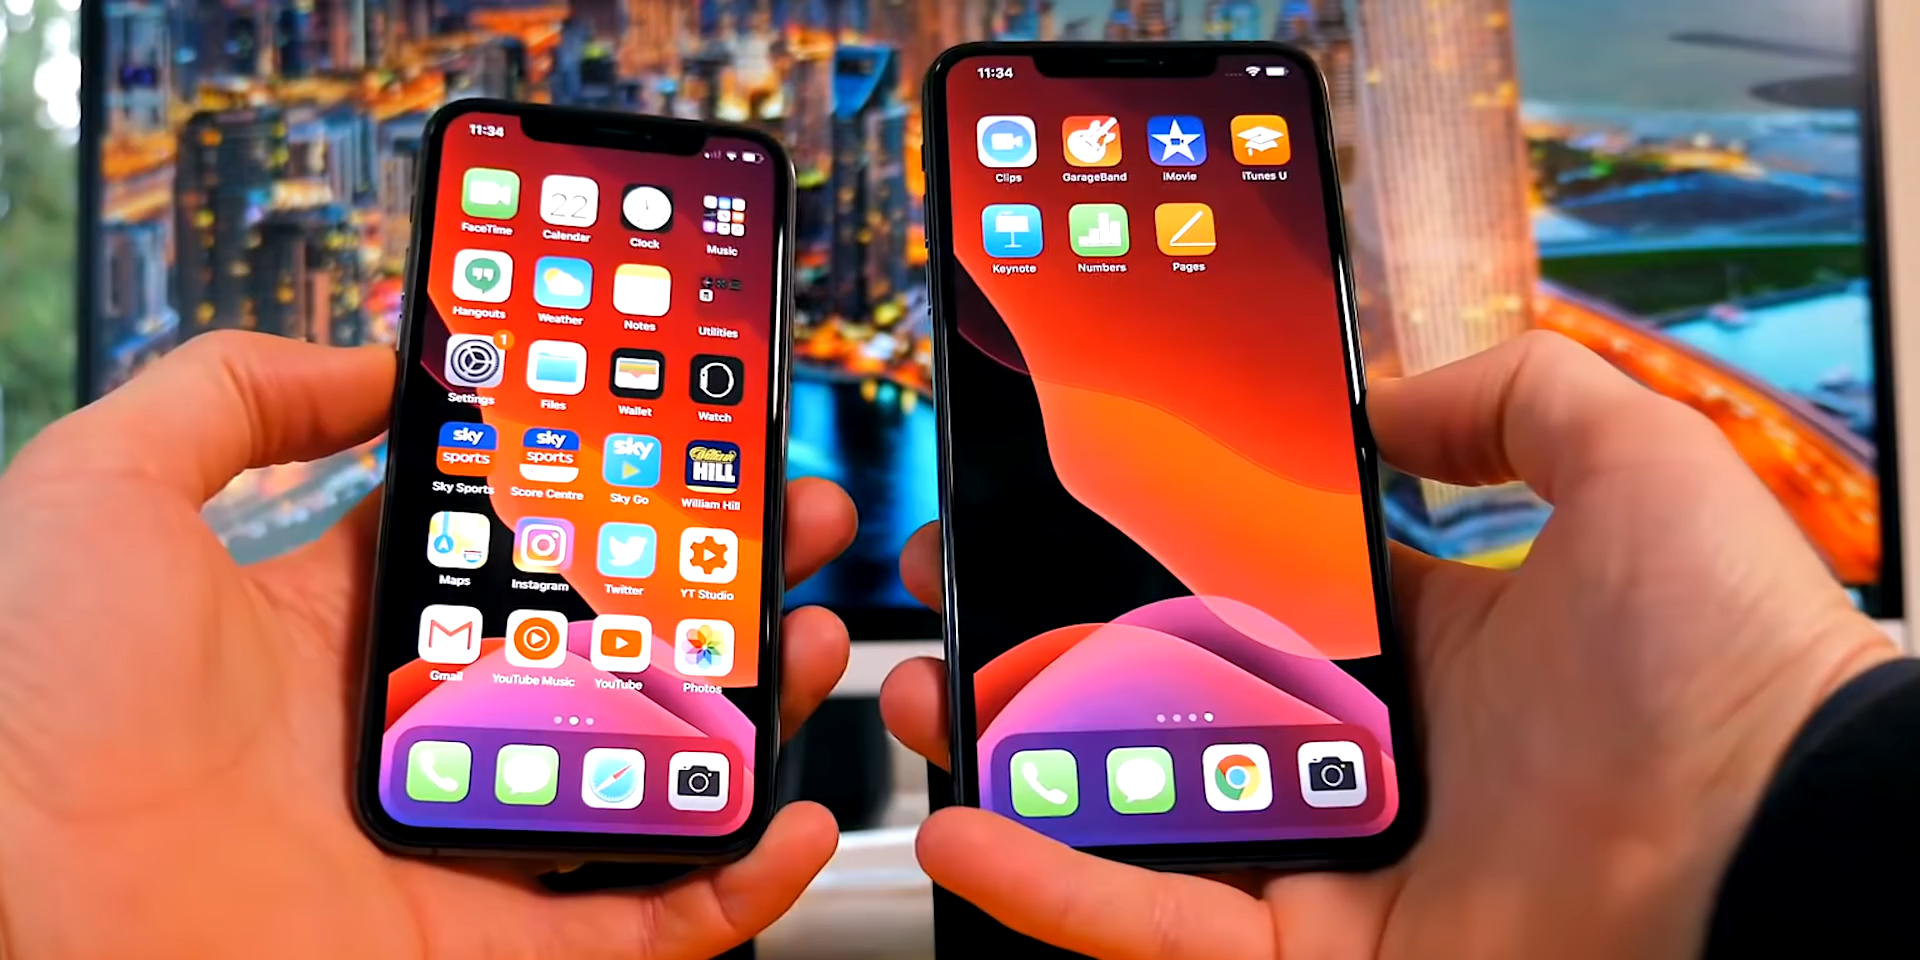 11:34
FaceTime
22
Calendar
Clock
Music
Hangouts
Weather
Notes
Utilities
1
Settings
Files
Wallet
Watch
sky
sports
sky
sports
sky
William
HILL
Sky Sports
Score Centre
Sky Go
William Hill
Maps
Instagram
Twitter
YT Studio
Gmail
YouTube Music
YouTube
Photos
11:34
Clips
GarageBand
iMovie
iTunes U
Keynote
Numbers
Pages